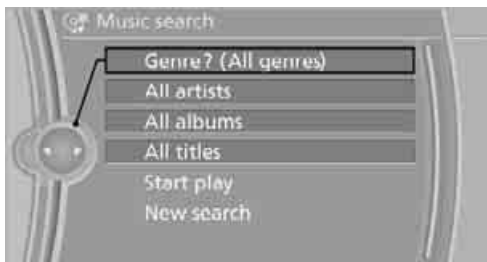 Music search
Genre? (All genres)
All artists
All albums
All titles
Start play
New search